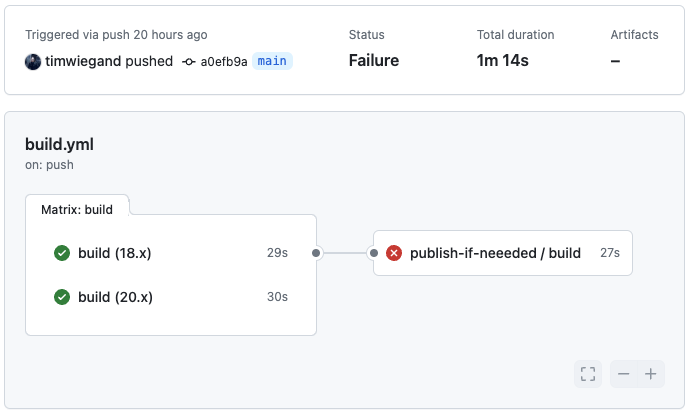 Triggered via push 20 hours ago
timwiegand pushed a0efb9a main
Status
Failure
Total duration
1m 14s
Artifacts
–
build.yml
on: push
Matrix: build
build (18.x) 29s
build (20.x) 30s
publish-if-neeeded / build 27s